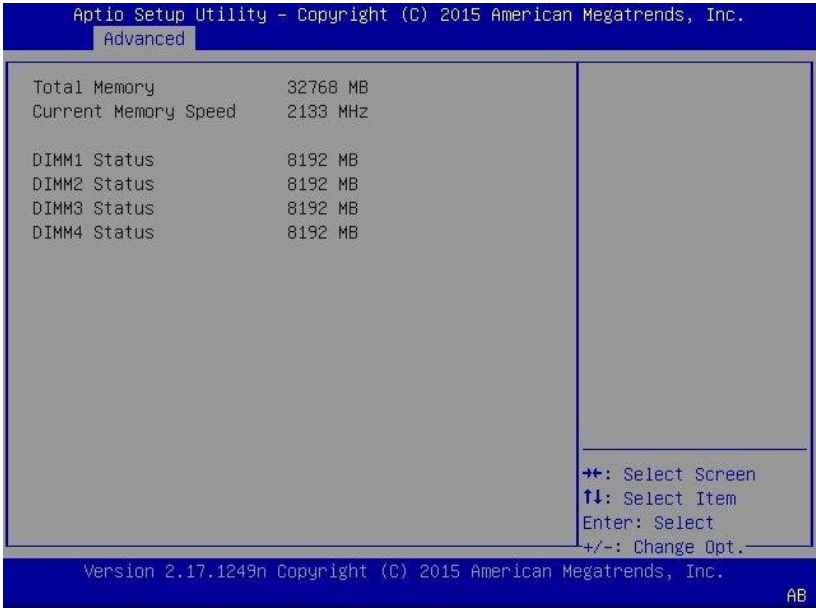 Aptio Setup Utility – Copyright (C) 2015 American Megatrends, Inc.
Advanced
Total Memory 32768 MB
Current Memory Speed 2133 MHz
DIMM1 Status 8192 MB
DIMM2 Status 8192 MB
DIMM3 Status 8192 MB
DIMM4 Status 8192 MB
→←: Select Screen
↑↓: Select Item
Enter: Select
+/-: Change Opt.
Version 2.17.1249n Copyright (C) 2015 American Megatrends, Inc.
AB